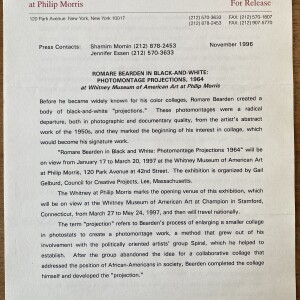 at Philip Morris
For Release
120 Park Avenue New York, New York 10017
(212) 570-3633 FAX: (212) 570-1807
(212) 878-2453 FAX: (212) 907-6770
Press Contacts: Shamim Momin (212) 878-2453
Jennifer Essen (212) 570-3633
November 1996
ROMARE BEARDEN IN BLACK-AND-WHITE:
PHOTOMONTAGE PROJECTIONS, 1964
at Whitney Museum of American Art at Philip Morris
Before he became widely known for his color collages, Romare Bearden created a
body of black-and-white "projections." These photomontages were a radical
departure, both in photographic and documentary quality, from the artist's abstract
work of the 1950s, and they marked the beginning of his interest in collage, which
would become his signature work.
"Romare Bearden in Black and White: Photomontage Projections 1964" will be
on view from January 17 to March 20, 1997 at the Whitney Museum of American Art
at Philip Morris, 120 Park Avenue at 42nd Street. The exhibition is organized by Gail
Gelburd, Council for Creative Projects, Lee, Massachusetts.
The Whitney at Philip Morris opening marks the opening venue of this exhibition, which
will be on view at the Whitney Museum of American Art at Champion in Stamford,
Connecticut, from March 27 to May 24, 1997, and then will travel nationally.
The term "projection" refers to Bearden's process of enlarging a smaller collage
in photostats to create a photomontage work, a method that grew out of his
involvement with the politically oriented artists' group Spiral, which he helped to
establish. After the group abandoned the idea for a collaborative collage that
addressed the position of African-Americans in society, Bearden completed the collage
himself and developed the "projection."